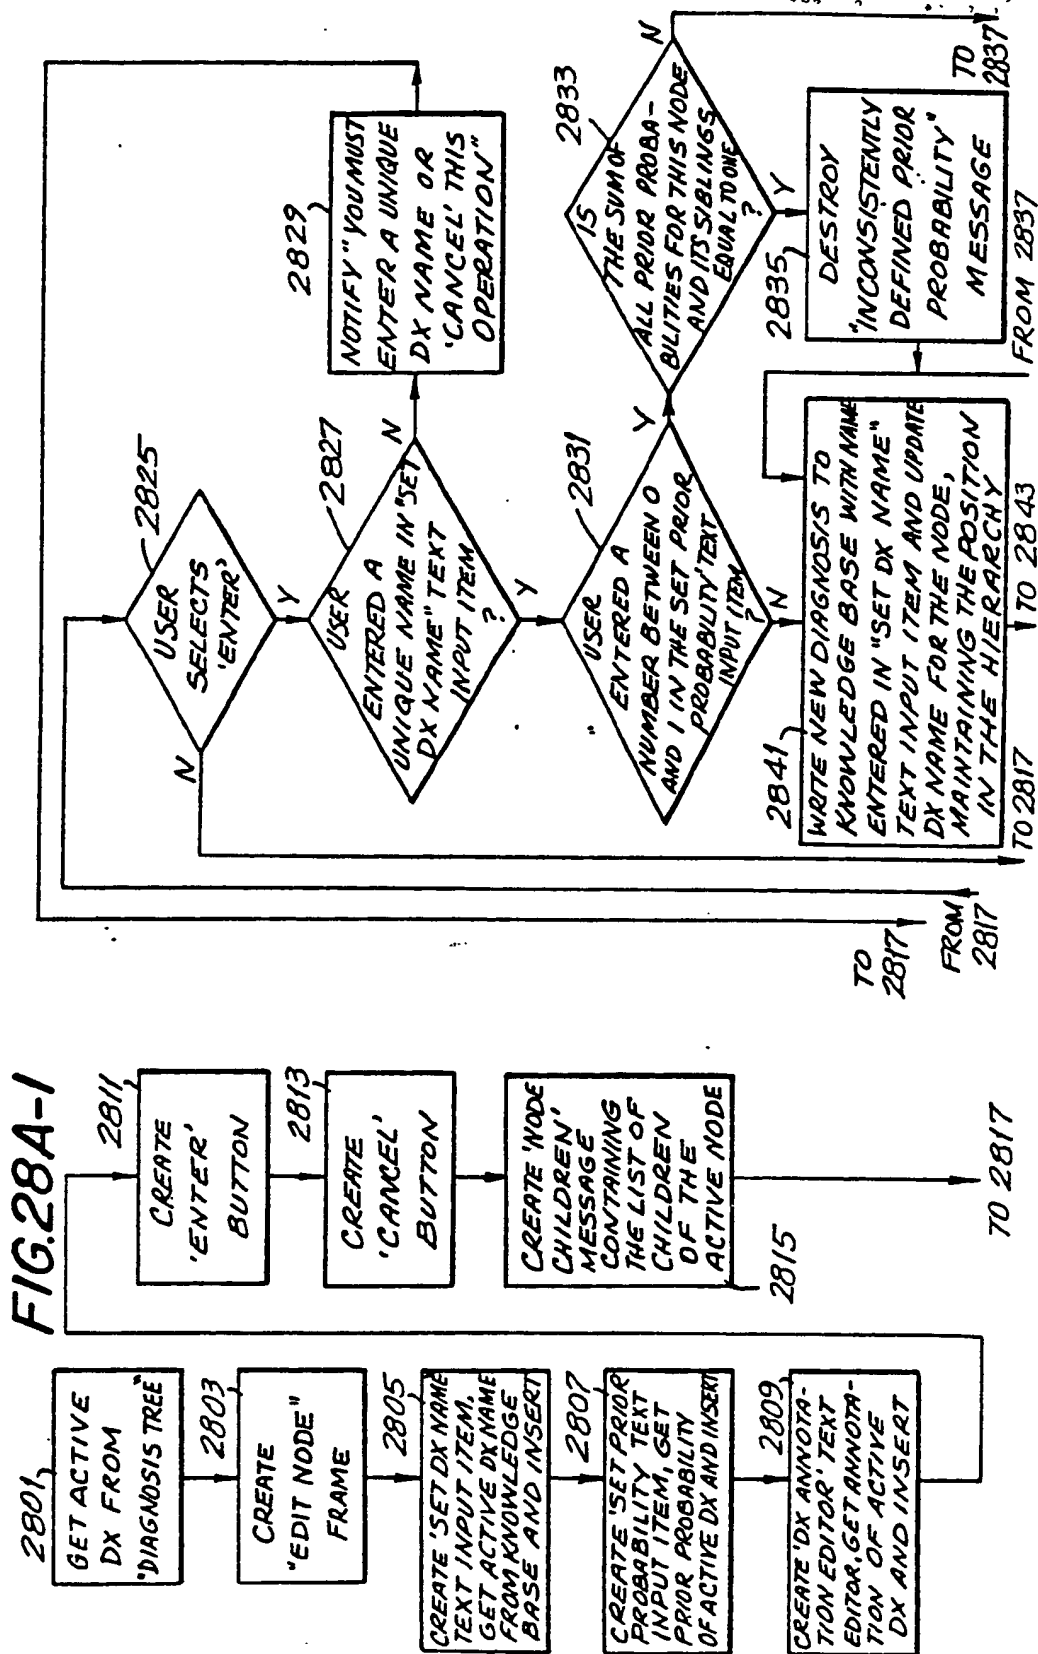 FIG.28A-1
2801
GET ACTIVE
DX FROM
"DIAGNOSIS TREE"
2803
CREATE
"EDIT NODE"
FRAME
2805
CREATE 'SET DX NAME'
TEXT INPUT ITEM,
GET ACTIVE DX NAME
FROM KNOWLEDGE
BASE AND INSERT
2807
CREATE 'SET PRIOR
PROBABILITY TEXT
INPUT ITEM, GET
PRIOR PROBABILITY
OF ACTIVE DX AND INSERT
2809
CREATE 'DX ANNOTA-
TION EDITOR' TEXT
EDITOR. GET ANNOTA-
TION OF ACTIVE
DX AND INSERT
2811
CREATE
'ENTER'
BUTTON
2813
CREATE
'CANCEL'
BUTTON
CREATE 'NODE
CHILDREN'
MESSAGE
CONTAINING
THE LIST OF
CHILDREN
OF THE
ACTIVE NODE
2815
TO 2817
TO
2817
FROM
2817
2825
USER
SELECTS
'ENTER'
N
Y
TO 2817
2827
USER
ENTERED A
UNIQUE NAME IN "SET
DX NAME" TEXT
INPUT ITEM
?
N
Y
2829
NOTIFY "YOU MUST
ENTER A UNIQUE
DX NAME OR
'CANCEL' THIS
OPERATION"
2831
USER
ENTERED A
NUMBER BETWEEN 0
AND 1 IN THE SET PRIOR
PROBABILITY' TEXT
INPUT ITEM
?
Y
N
2833
IS
THE SUM OF
ALL PRIOR PROBA-
BILITIES FOR THIS NODE
AND ITS SIBLINGS
EQUAL TO ONE
?
N
Y
TO
2837
2835
DESTROY
"INCONSISTENTLY
DEFINED PRIOR
PROBABILITY"
MESSAGE
FROM 2837
2841
WRITE NEW DIAGNOSIS TO
KNOWLEDGE BASE WITH NAME
ENTERED IN "SET DX NAME"
TEXT INPUT ITEM AND UPDATE
DX NAME FOR THE NODE,
MAINTAINING THE POSITION
IN THE HIERARCHY
TO 2843